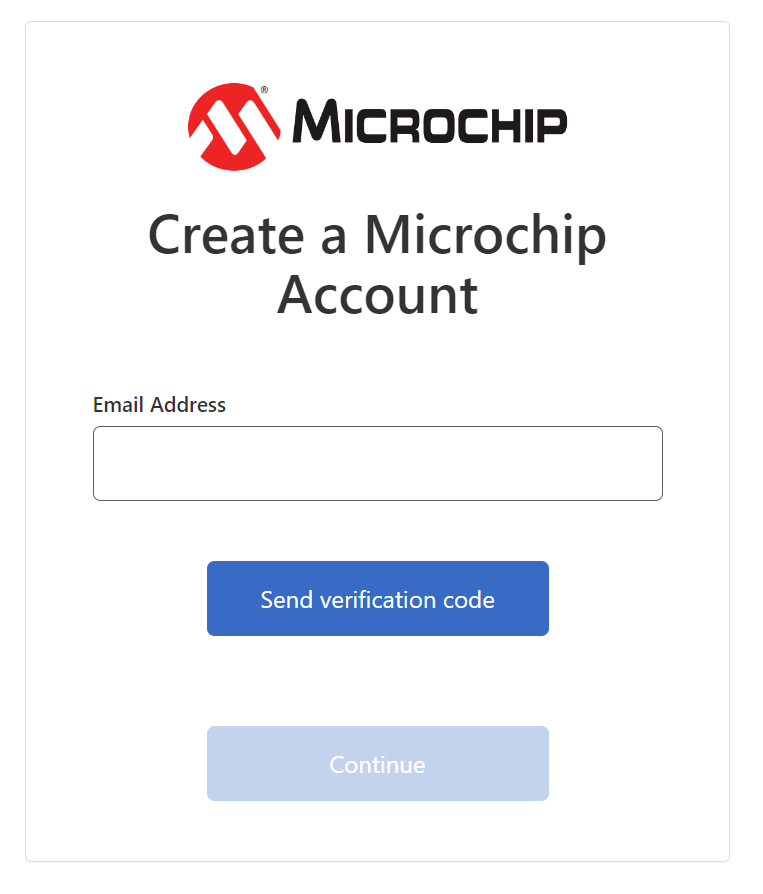 MICROCHIP®
Create a Microchip
Account
Email Address
Send verification code
Continue